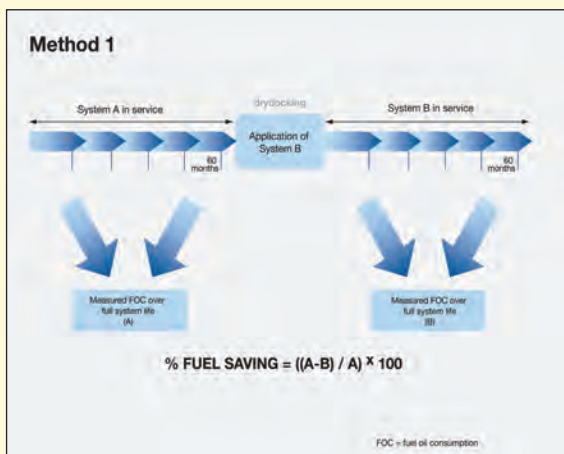 Method 1
System A in service
drydocking
System B in service
Application of
System B
60
months
60
months
Measured FOC over
full system life
(A)
Measured FOC over
full system life
(B)
% FUEL SAVING = ((A-B) / A) x 100
FOC = fuel oil consumption